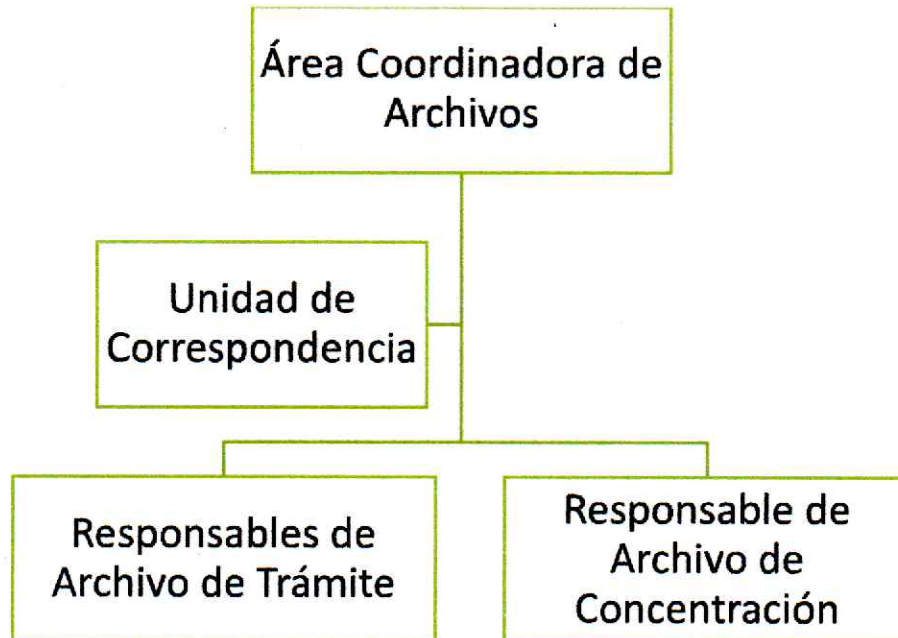 Área Coordinadora de
Archivos
Unidad de
Correspondencia
Responsables de
Archivo de Trámite
Responsable de
Archivo de
Concentración